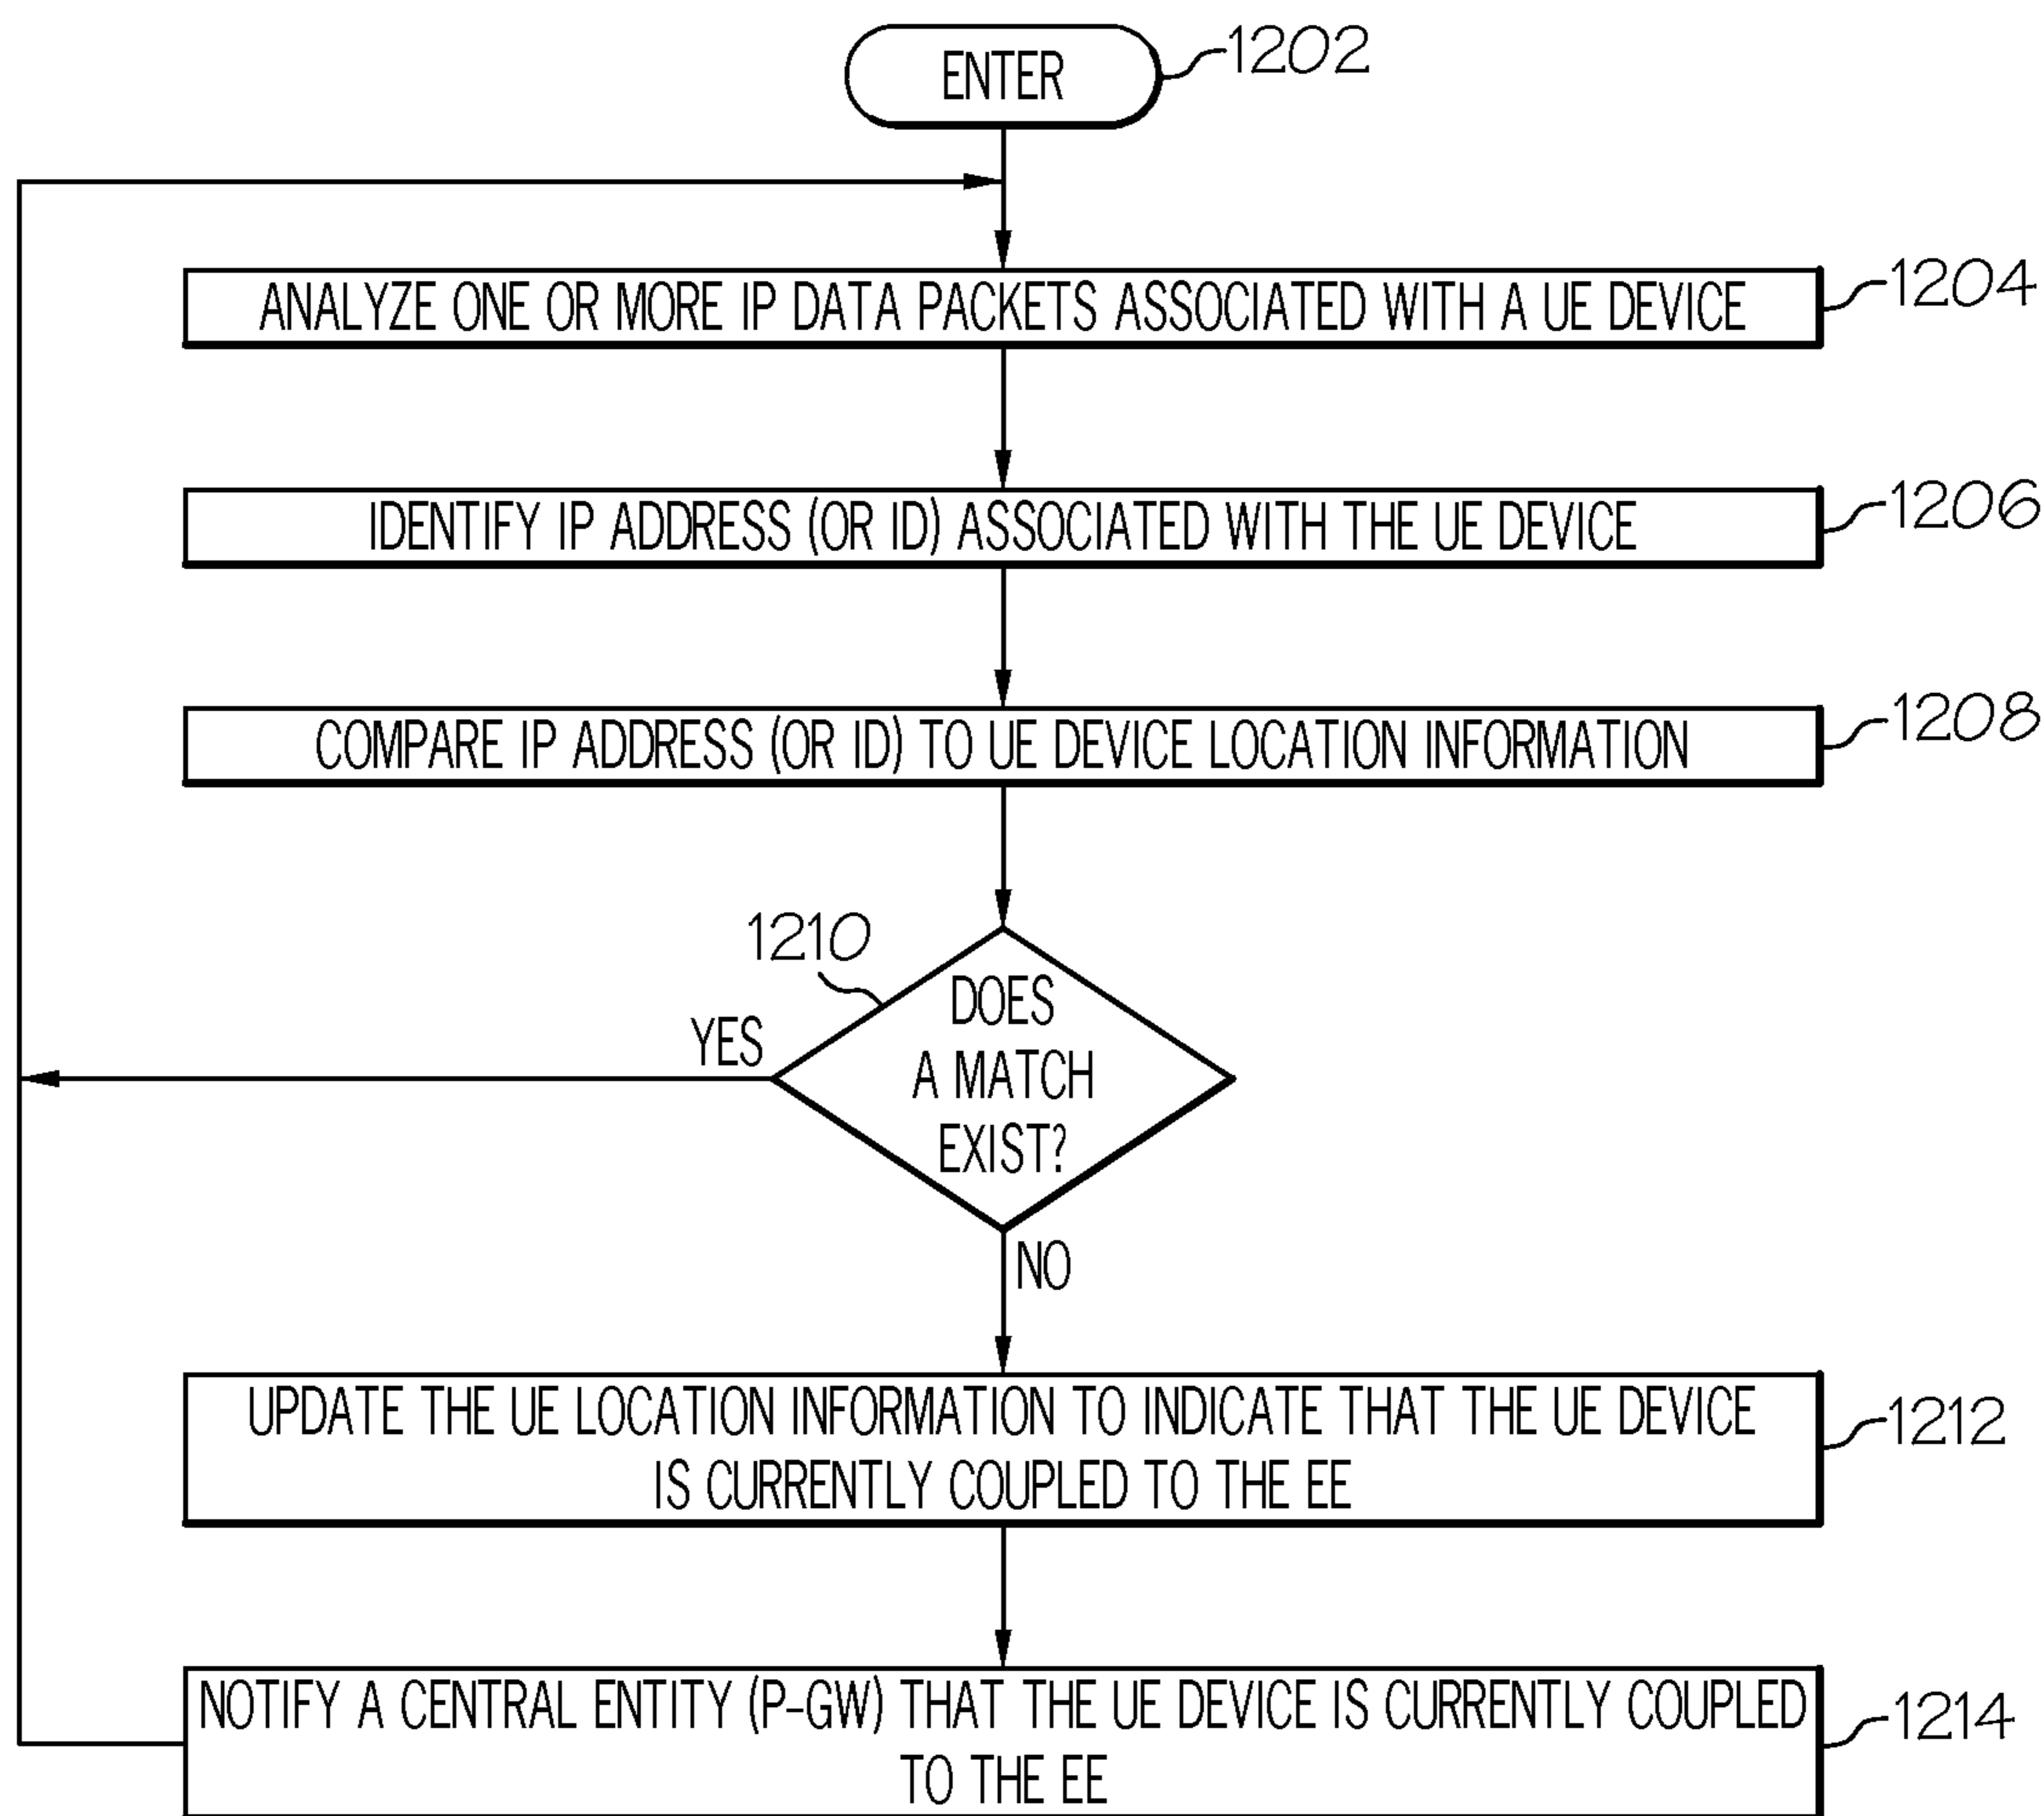 ENTER
1202
ANALYZE ONE OR MORE IP DATA PACKETS ASSOCIATED WITH A UE DEVICE
1204
IDENTIFY IP ADDRESS (OR ID) ASSOCIATED WITH THE UE DEVICE
1206
COMPARE IP ADDRESS (OR ID) TO UE DEVICE LOCATION INFORMATION
1208
1210
DOES
A MATCH
EXIST?
YES
NO
UPDATE THE UE LOCATION INFORMATION TO INDICATE THAT THE UE DEVICE
IS CURRENTLY COUPLED TO THE EE
1212
NOTIFY A CENTRAL ENTITY (P-GW) THAT THE UE DEVICE IS CURRENTLY COUPLED
TO THE EE
1214